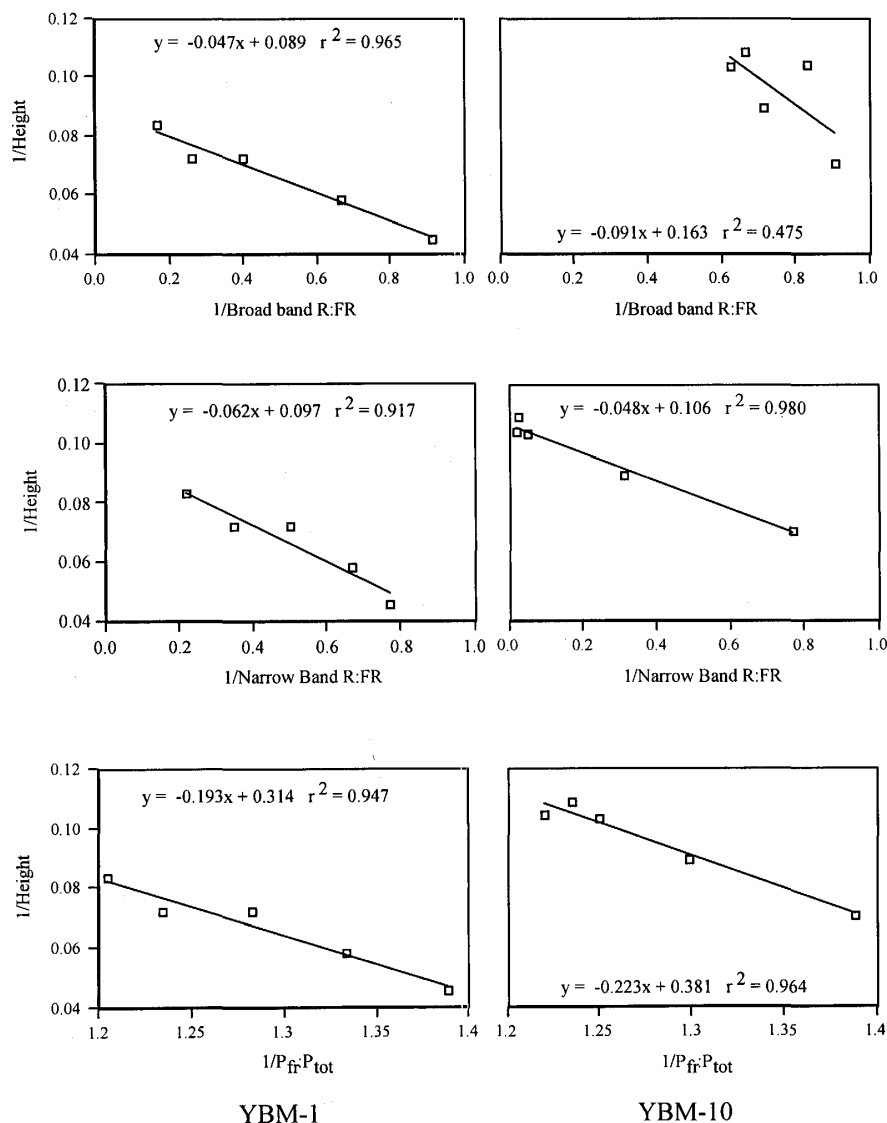 y = -0.047x + 0.089 r² = 0.965
1/Height
0.12
0.10
0.08
0.06
0.04
0.0 0.2 0.4 0.6 0.8 1.0
1/Broad band R:FR
y = -0.091x + 0.163 r² = 0.475
0.0 0.2 0.4 0.6 0.8 1.0
1/Broad band R:FR
y = -0.062x + 0.097 r² = 0.917
1/Height
0.12
0.10
0.08
0.06
0.04
0.0 0.2 0.4 0.6 0.8 1.0
1/Narrow Band R:FR
y = -0.048x + 0.106 r² = 0.980
0.0 0.2 0.4 0.6 0.8 1.0
1/Narrow Band R:FR
y = -0.193x + 0.314 r² = 0.947
1/Height
0.12
0.10
0.08
0.06
0.04
1.2 1.25 1.3 1.35 1.4
1/Pfr:Ptot
y = -0.223x + 0.381 r² = 0.964
1.2 1.25 1.3 1.35 1.4
1/Pfr:Ptot
YBM-1
YBM-10